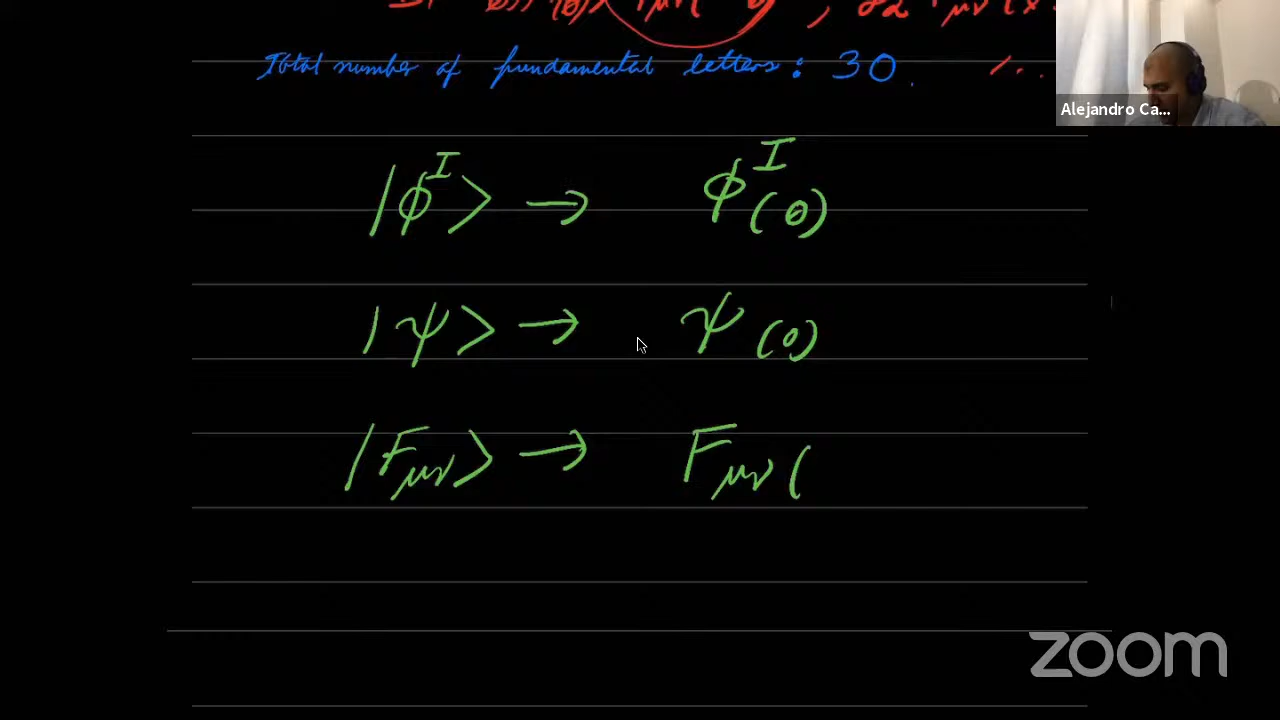 Total number of fundamental letters: 30.
Alejandro Ca...
|ϕ^I> → ϕ^I(0)
|ψ> → ψ(0)
|F_μν> → F_μν(
zoom